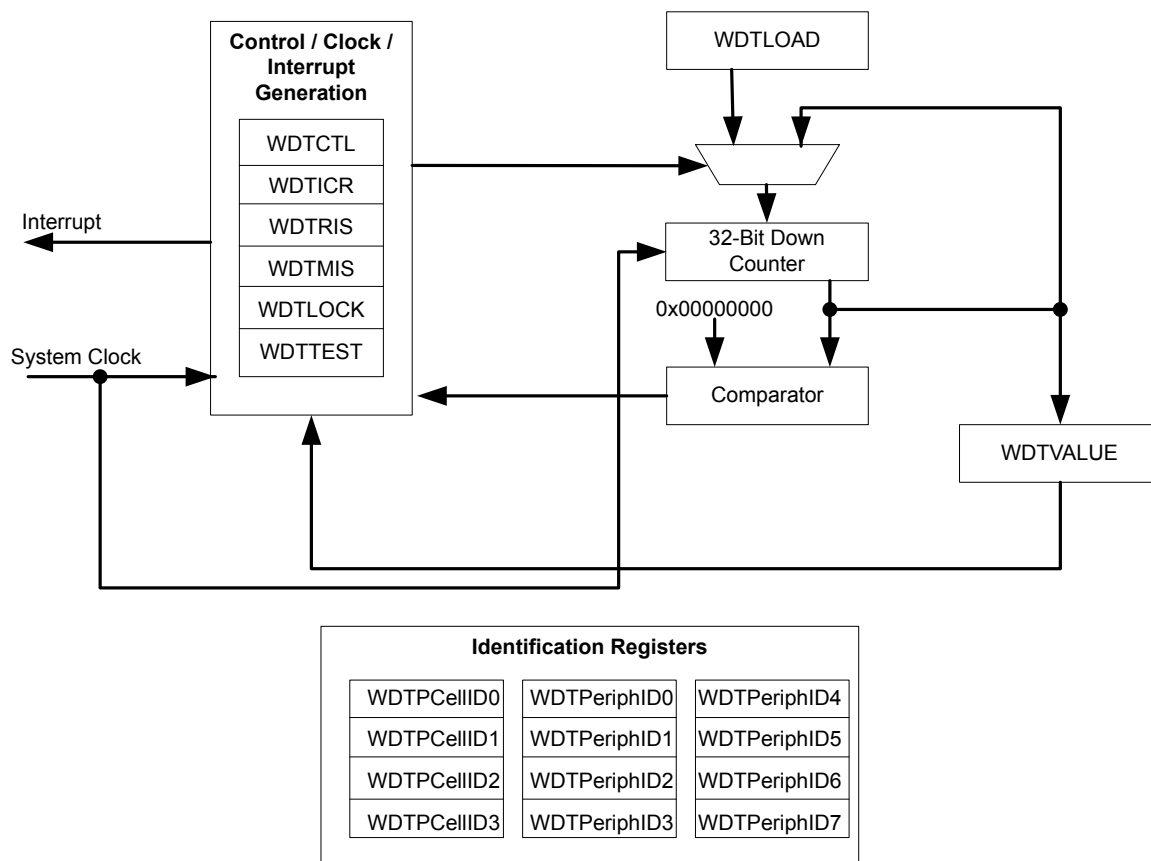 Control / Clock /
Interrupt
Generation
WDTCTL
WDTICR
WDTRIS
WDTMIS
WDTLOCK
WDTTEST
Interrupt
System Clock
WDTLOAD
32-Bit Down
Counter
0x00000000
Comparator
WDTVALUE
Identification Registers
WDTPCellID0
WDTPeriphID0
WDTPeriphID4
WDTPCellID1
WDTPeriphID1
WDTPeriphID5
WDTPCellID2
WDTPeriphID2
WDTPeriphID6
WDTPCellID3
WDTPeriphID3
WDTPeriphID7